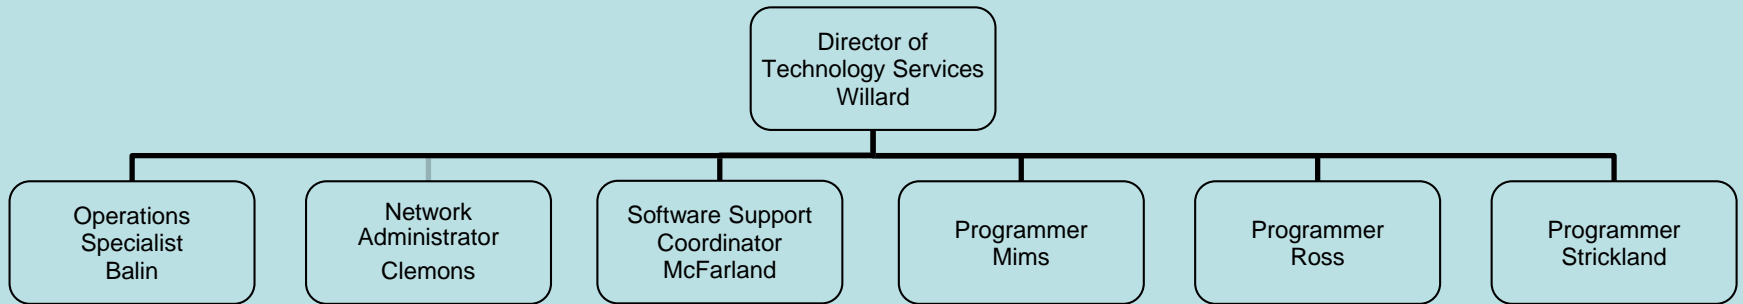 Director of
Technology Services
Willard
Operations
Specialist
Balin
Network
Administrator
Clemons
Software Support
Coordinator
McFarland
Programmer
Mims
Programmer
Ross
Programmer
Strickland